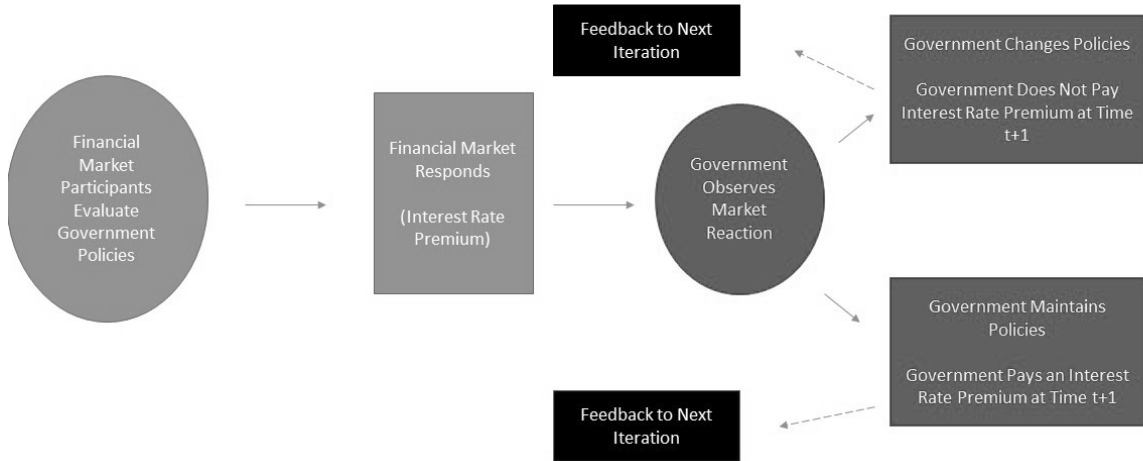 Financial
Market
Participants
Evaluate
Government
Policies
Financial Market
Responds
(Interest Rate
Premium)
Government
Observes
Market
Reaction
Feedback to Next
Iteration
Government Changes Policies
Government Does Not Pay
Interest Rate Premium at Time
t+1
Government Maintains
Policies
Government Pays an Interest
Rate Premium at Time t+1
Feedback to Next
Iteration